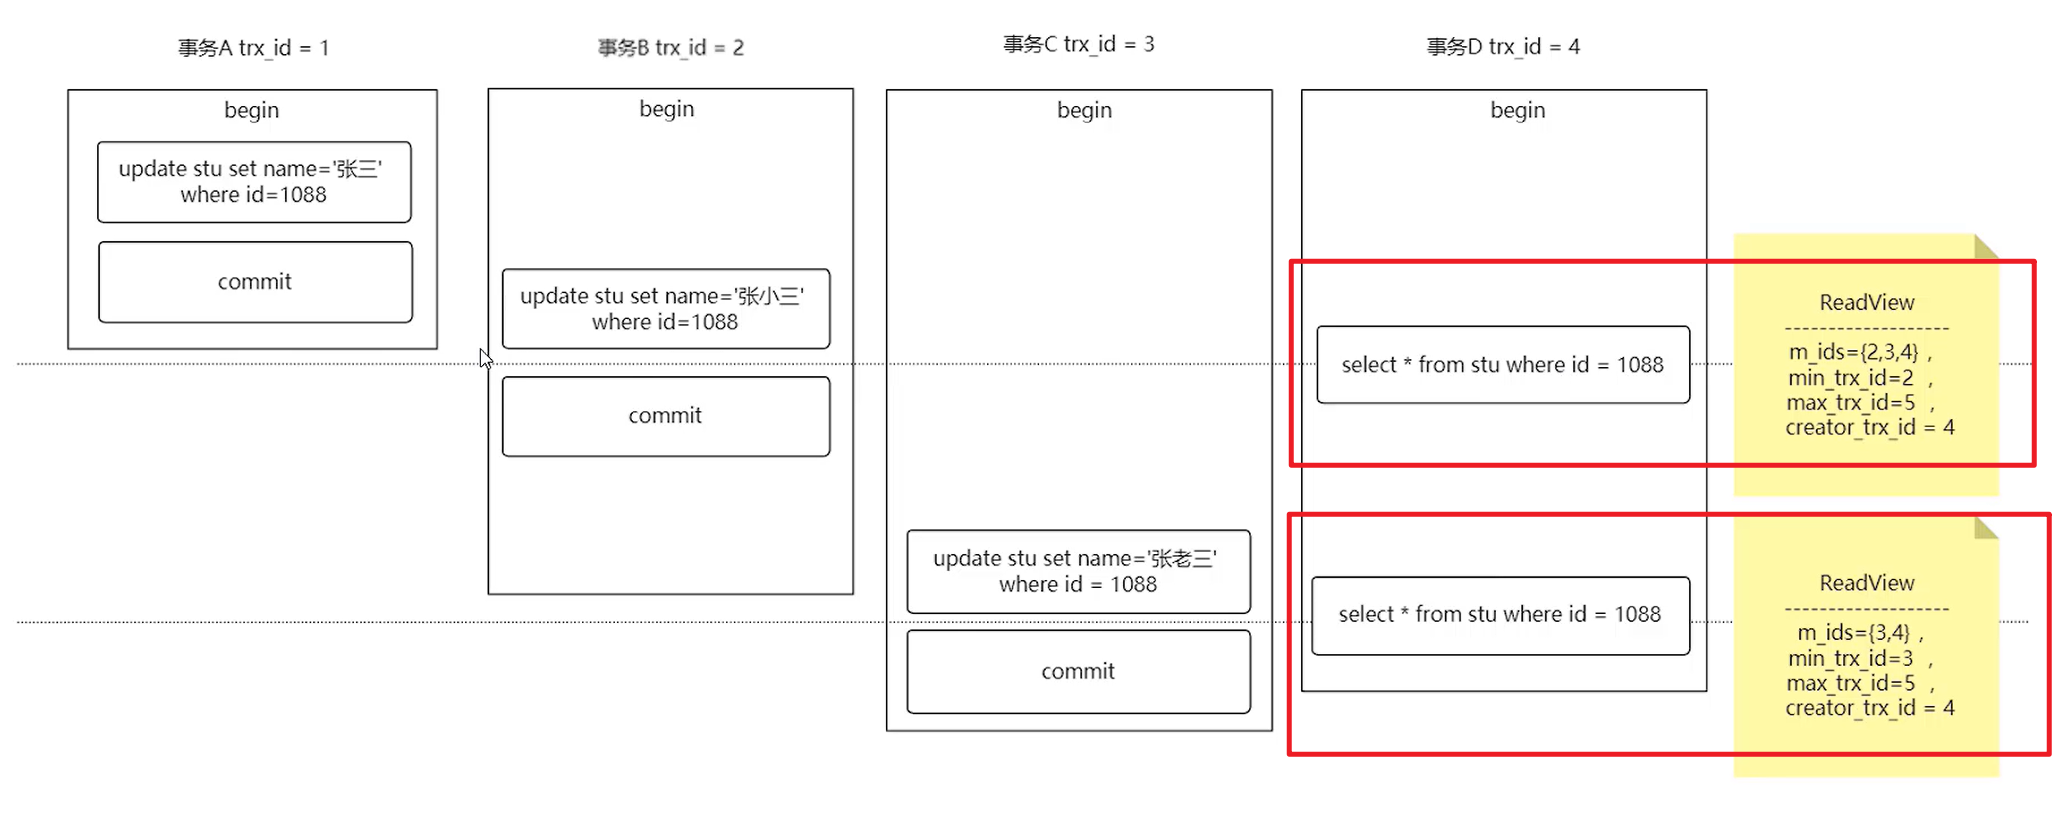 事务A trx_id = 1
begin
update stu set name='张三'
where id=1088
commit
事务B trx_id = 2
begin
update stu set name='张小三'
where id=1088
commit
事务C trx_id = 3
begin
update stu set name='张老三'
where id = 1088
commit
事务D trx_id = 4
begin
select * from stu where id = 1088
select * from stu where id = 1088
ReadView
-------------------
m_ids={2,3,4} ,
min_trx_id=2 ,
max_trx_id=5 ,
creator_trx_id = 4
ReadView
-------------------
m_ids={3,4} ,
min_trx_id=3 ,
max_trx_id=5 ,
creator_trx_id = 4